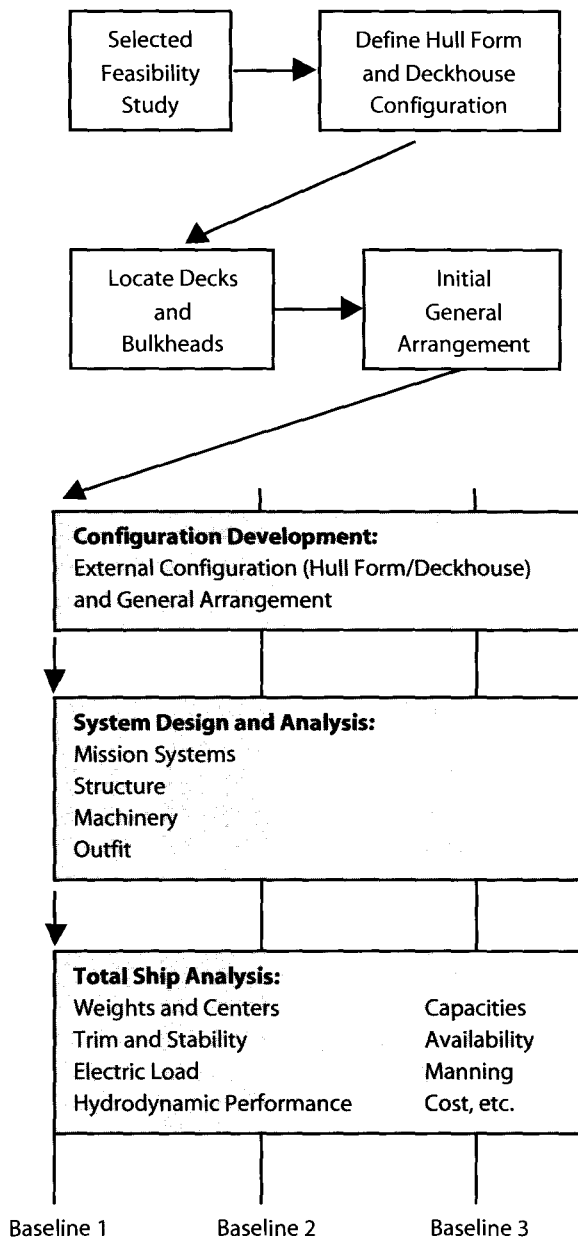 Selected
Feasibility
Study
Define Hull Form
and Deckhouse
Configuration
Locate Decks
and
Bulkheads
Initial
General
Arrangement
Configuration Development:
External Configuration (Hull Form/Deckhouse)
and General Arrangement
System Design and Analysis:
Mission Systems
Structure
Machinery
Outfit
Total Ship Analysis:
Weights and Centers
Trim and Stability
Electric Load
Hydrodynamic Performance
Capacities
Availability
Manning
Cost, etc.
Baseline 1
Baseline 2
Baseline 3